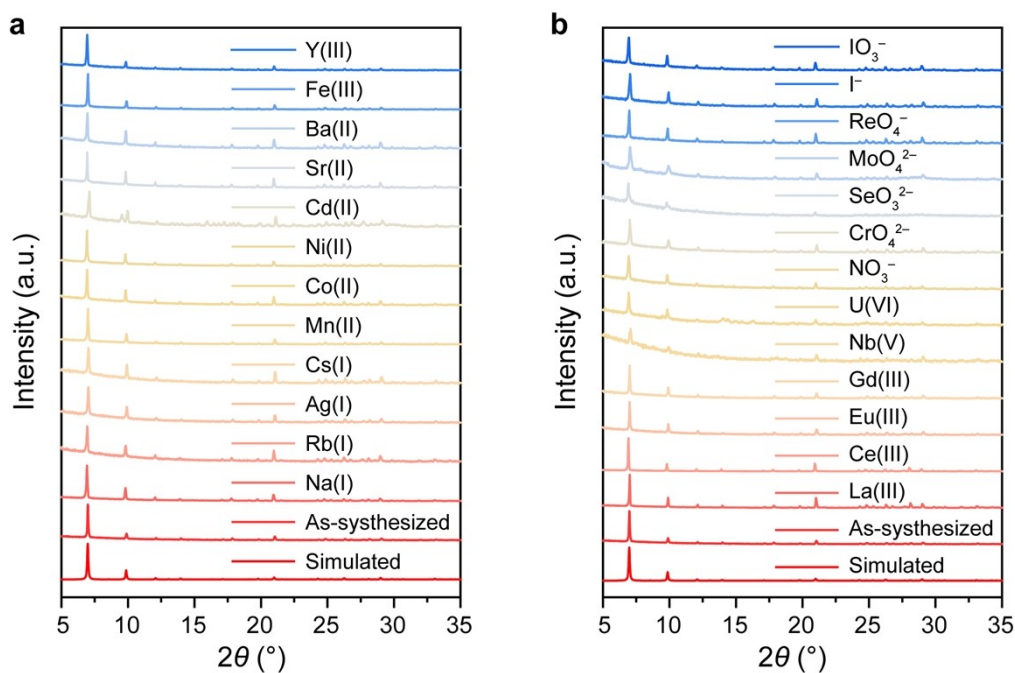 a
Y(III)
Fe(III)
Ba(II)
Sr(II)
Cd(II)
Ni(II)
Co(II)
Mn(II)
Cs(I)
Ag(I)
Rb(I)
Na(I)
As-systhesized
Simulated
Intensity (a.u.)
5 10 15 20 25 30 35
2θ (°)
b
IO₃⁻
I⁻
ReO₄⁻
MoO₄²⁻
SeO₃²⁻
CrO₄²⁻
NO₃⁻
U(VI)
Nb(V)
Gd(III)
Eu(III)
Ce(III)
La(III)
As-systhesized
Simulated
Intensity (a.u.)
5 10 15 20 25 30 35
2θ (°)